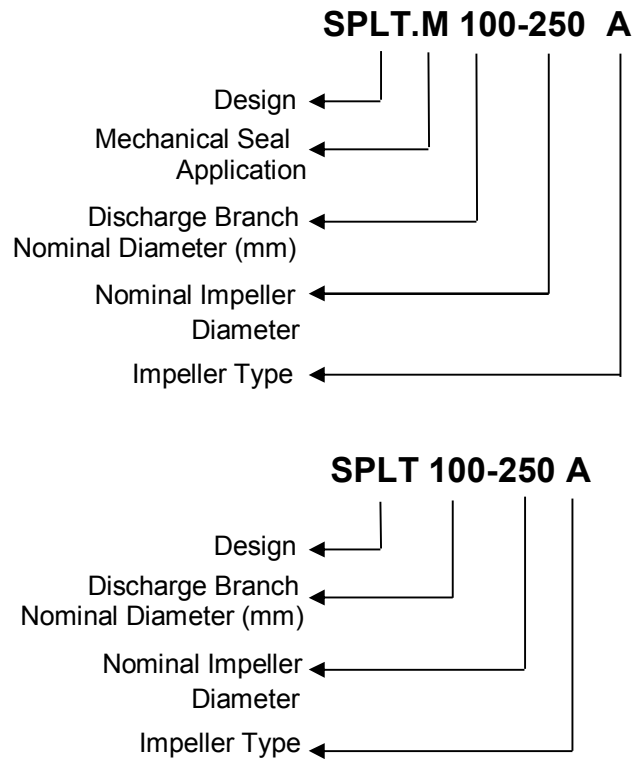 SPLT.M 100-250 A
Design
Mechanical Seal
Application
Discharge Branch
Nominal Diameter (mm)
Nominal Impeller
Diameter
Impeller Type
SPLT 100-250 A
Design
Discharge Branch
Nominal Diameter (mm)
Nominal Impeller
Diameter
Impeller Type